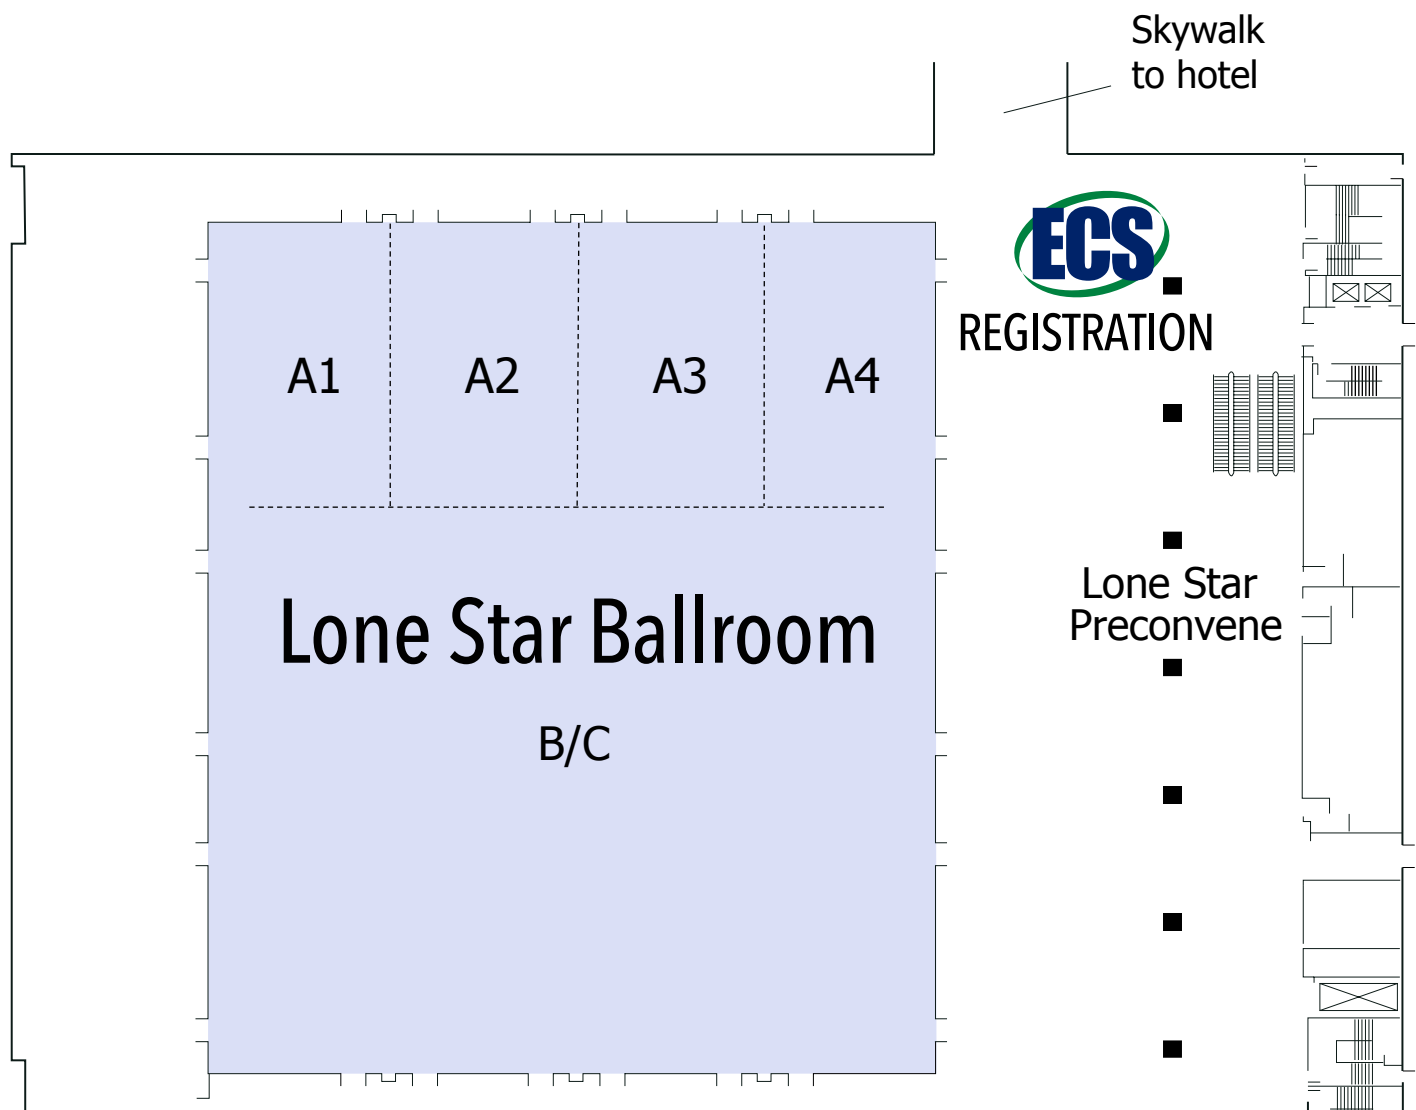 Skywalk
to hotel
ECS
REGISTRATION
A1
A2
A3
A4
Lone Star
Preconvene
Lone Star Ballroom
B/C